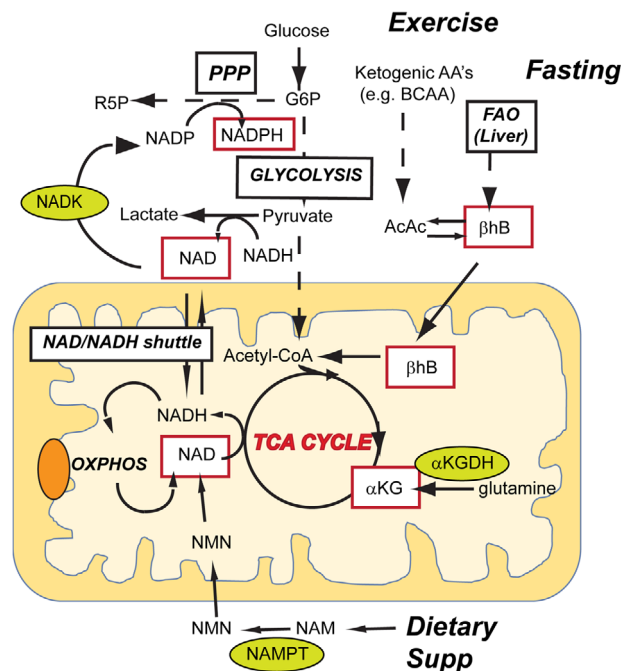 Glucose
Exercise
PPP
Ketogenic AA's
(e.g. BCAA)
Fasting
R5P
G6P
NADP
NADPH
FAO
(Liver)
GLYCOLYSIS
NADK
Lactate
Pyruvate
AcAc
βhB
NAD
NADH
NAD/NADH shuttle
Acetyl-CoA
βhB
NADH
TCA CYCLE
OXPHOS
NAD
αKGDH
αKG
glutamine
NMN
NMN
NAM
Dietary
Supp
NAMPT